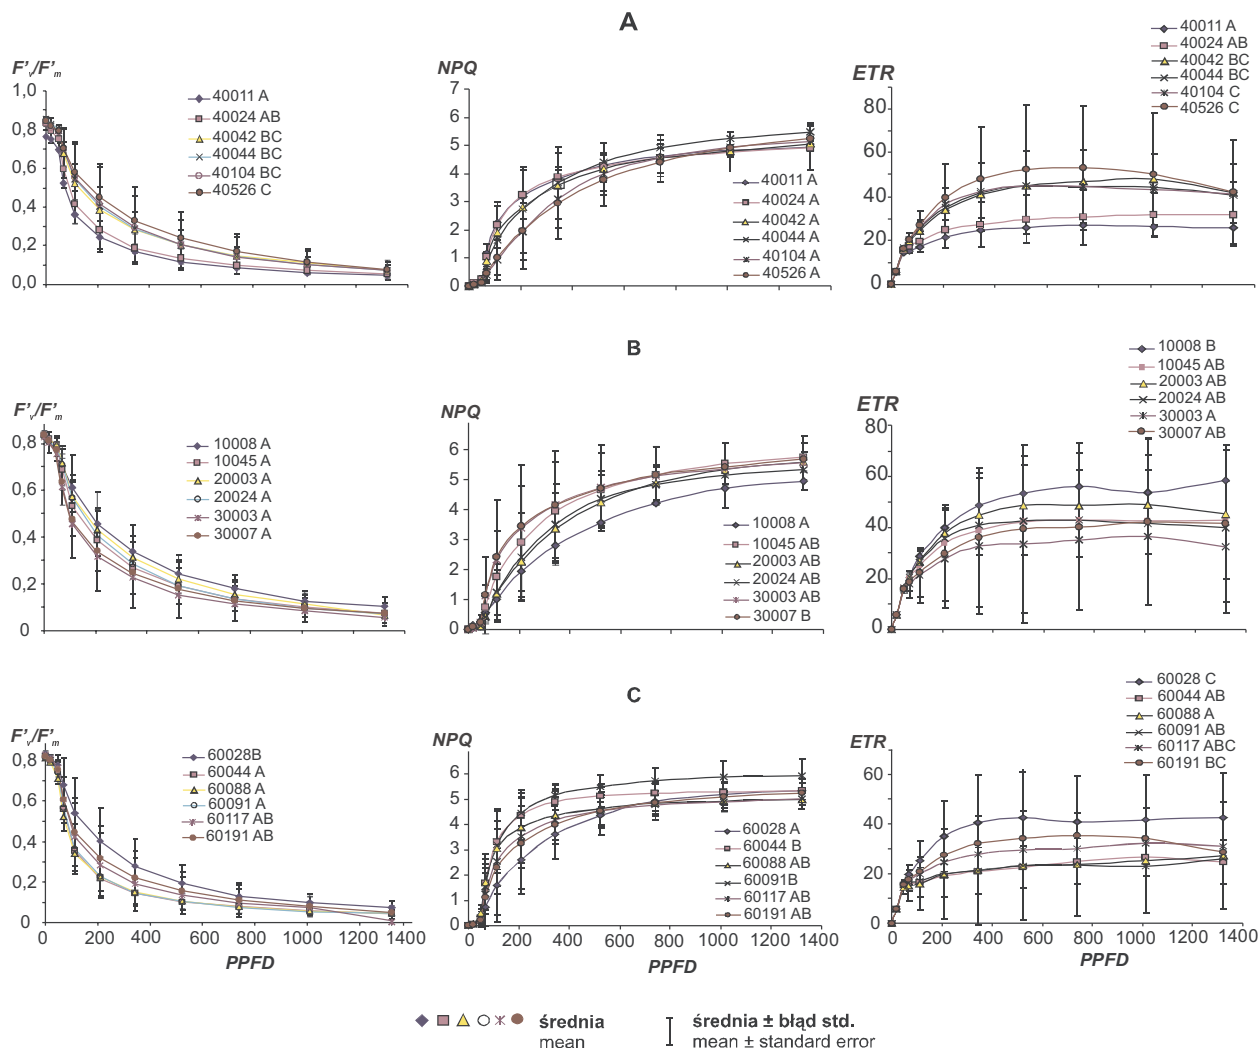 A
F'v/F'm
1,0
0,8
0,6
0,4
0,2
0,0
40011 A
40024 AB
40042 BC
40044 BC
40104 BC
40526 C
NPQ
7
6
5
4
3
2
1
0
40011 A
40024 A
40042 A
40044 A
40104 A
40526 A
ETR
80
60
40
20
0
40011 A
40024 AB
40042 BC
40044 BC
40104 C
40526 C
B
F'v/F'm
0,8
0,6
0,4
0,2
0
10008 A
10045 A
20003 A
20024 A
30003 A
30007 A
NPQ
6
5
4
3
2
1
0
10008 A
10045 AB
20003 AB
20024 AB
30003 AB
30007 B
ETR
80
60
40
20
0
10008 B
10045 AB
20003 AB
20024 AB
30003 A
30007 AB
C
F'v/F'm
0,8
0,6
0,4
0,2
0
60028B
60044 A
60088 A
60091 A
60117 AB
60191 AB
0 200 400 600 800 1000 1200 1400
PPFD
NPQ
6
5
4
3
2
1
0
60028 A
60044 B
60088 AB
60091B
60117 AB
60191 AB
0 200 400 600 800 1000 1200 1400
PPFD
ETR
60
40
20
0
60028 C
60044 AB
60088 A
60091 AB
60117 ABC
60191 BC
0 200 400 600 800 1000 1200 1400
PPFD
średnia
mean
średnia ± błąd std.
mean ± standard error